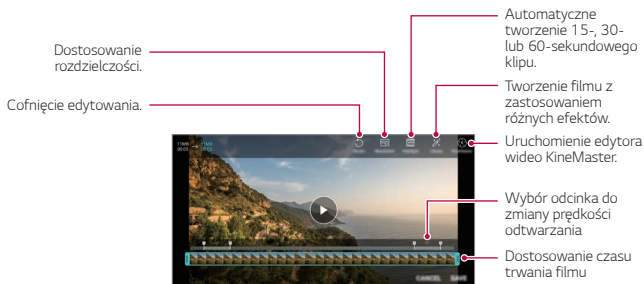 Dostosowanie
rozdzielczości.
Cofnięcie edytowania.
Automatyczne
tworzenie 15-, 30-
lub 60-sekundowego
klipu.
Tworzenie filmu z
zastosowaniem
różnych efektów.
Uruchomienie edytora
wideo KineMaster.
Wybór odcinka do
zmiany prędkości
odtwarzania
Dostosowanie czasu
trwania filmu
CANCEL SAVE